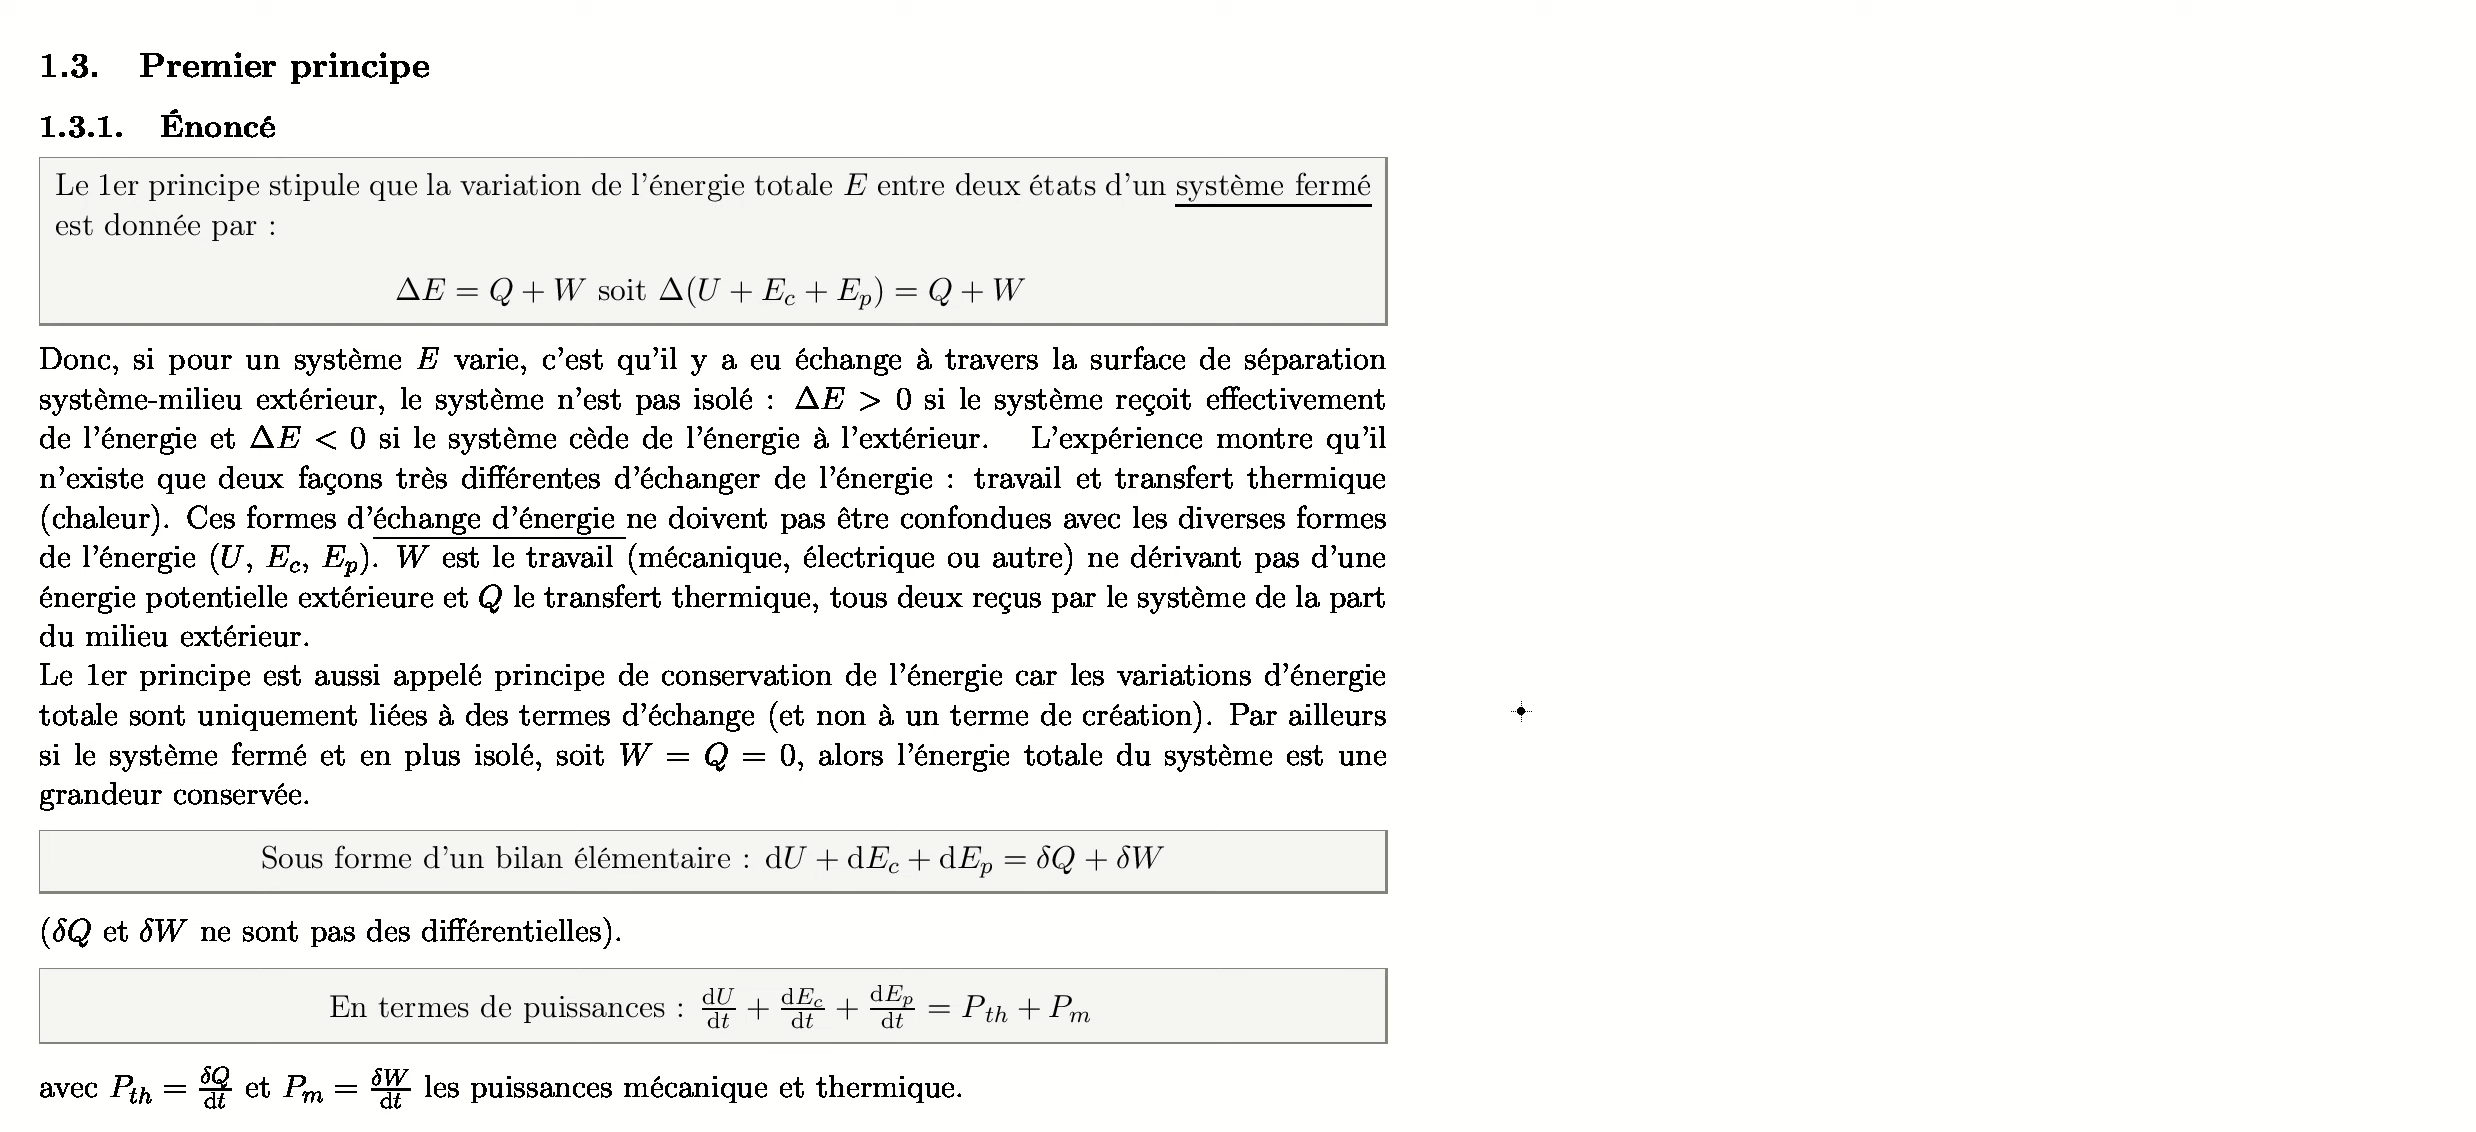 1.3. Premier principe
1.3.1. Énoncé
Le 1er principe stipule que la variation de l'énergie totale E entre deux états d'un système fermé
est donnée par :
ΔE = Q + W soit Δ(U + E_c + E_p) = Q + W
Donc, si pour un système E varie, c'est qu'il y a eu échange à travers la surface de séparation
système-milieu extérieur, le système n'est pas isolé : ΔE > 0 si le système reçoit effectivement
de l'énergie et ΔE < 0 si le système cède de l'énergie à l'extérieur. L'expérience montre qu'il
n'existe que deux façons très différentes d'échanger de l'énergie : travail et transfert thermique
(chaleur). Ces formes d'échange d'énergie ne doivent pas être confondues avec les diverses formes
de l'énergie (U, E_c, E_p). W est le travail (mécanique, électrique ou autre) ne dérivant pas d'une
énergie potentielle extérieure et Q le transfert thermique, tous deux reçus par le système de la part
du milieu extérieur.
Le 1er principe est aussi appelé principe de conservation de l'énergie car les variations d'énergie
totale sont uniquement liées à des termes d'échange (et non à un terme de création). Par ailleurs
si le système fermé et en plus isolé, soit W = Q = 0, alors l'énergie totale du système est une
grandeur conservée.
Sous forme d'un bilan élémentaire : dU + dE_c + dE_p = δQ + δW
(δQ et δW ne sont pas des différentielles).
En termes de puissances : dU/dt + dE_c/dt + dE_p/dt = P_th + P_m
avec P_th = δQ/dt et P_m = δW/dt les puissances mécanique et thermique.